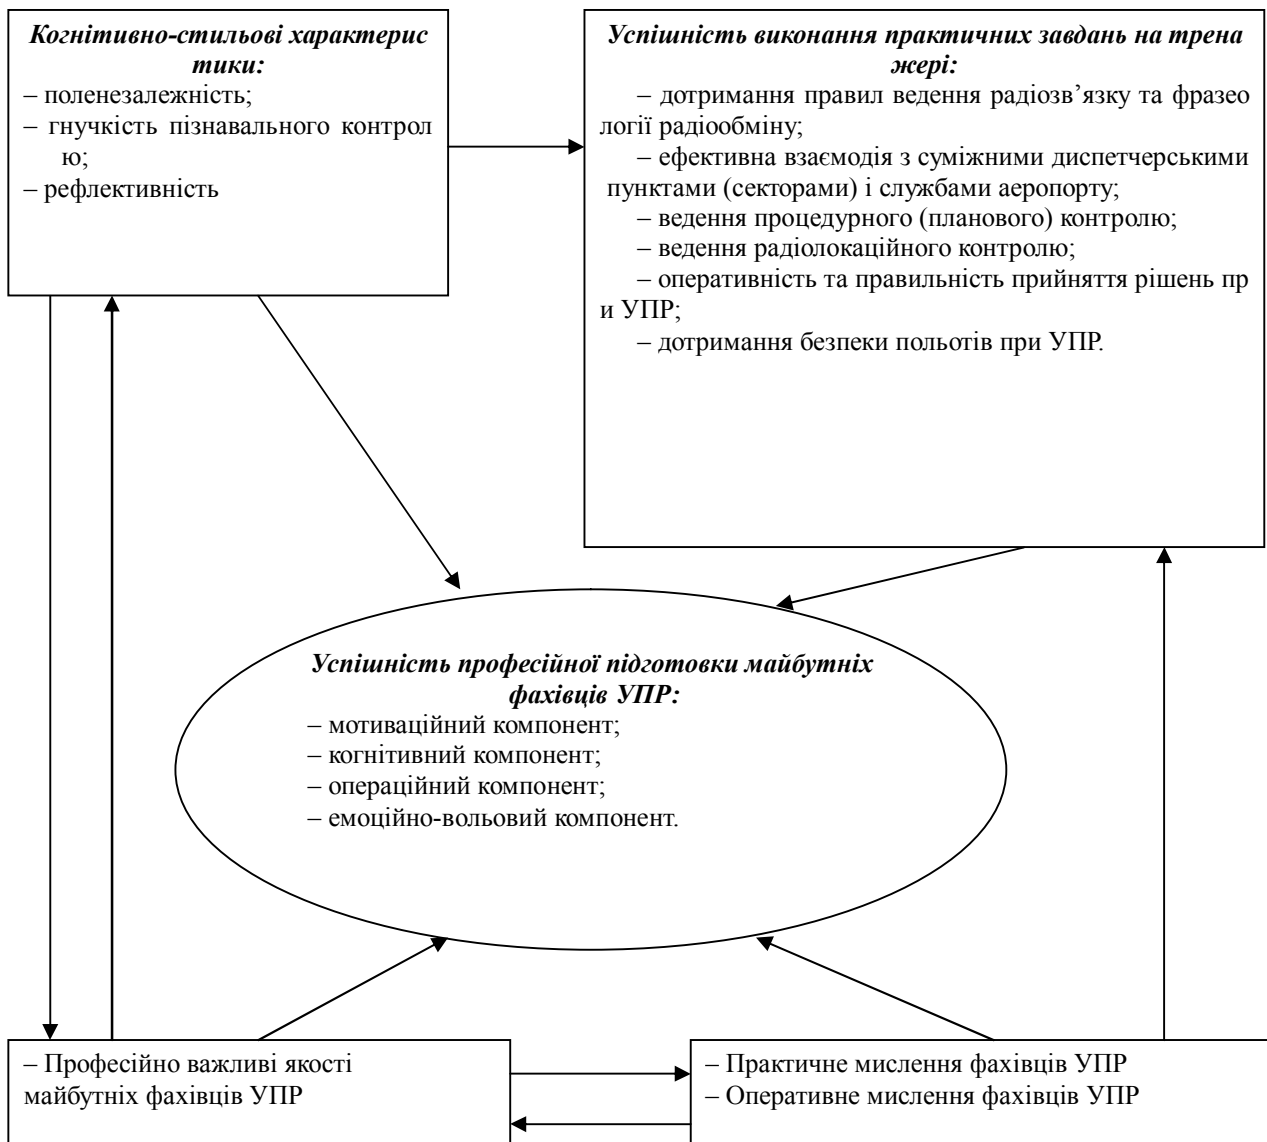 Когнітивно-стильові характерис
тики:
– поленезалежність;
– гнучкість пізнавального контрол
ю;
– рефлективність
Успішність виконання практичних завдань на трена
жері:
– дотримання правил ведення радіозв’язку та фразео
логії радіообміну;
– ефективна взаємодія з суміжними диспетчерськими
пунктами (секторами) і службами аеропорту;
– ведення процедурного (планового) контролю;
– ведення радіолокаційного контролю;
– оперативність та правильність прийняття рішень пр
и УПР;
– дотримання безпеки польотів при УПР.
Успішність професійної підготовки майбутніх
фахівців УПР:
– мотиваційний компонент;
– когнітивний компонент;
– операційний компонент;
– емоційно-вольовий компонент.
– Професійно важливі якості
майбутніх фахівців УПР
– Практичне мислення фахівців УПР
– Оперативне мислення фахівців УПР